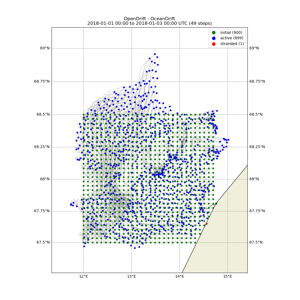 OpenDrift - OceanDrift
2018-01-01 00:00 to 2018-01-03 00:00 UTC (49 steps)
initial (900)
active (899)
stranded (1)
69°N
69°N
68.75°N
68.75°N
68.5°N
68.5°N
68.25°N
68.25°N
68°N
68°N
67.75°N
67.75°N
67.5°N
67.5°N
12°E
13°E
14°E
15°E